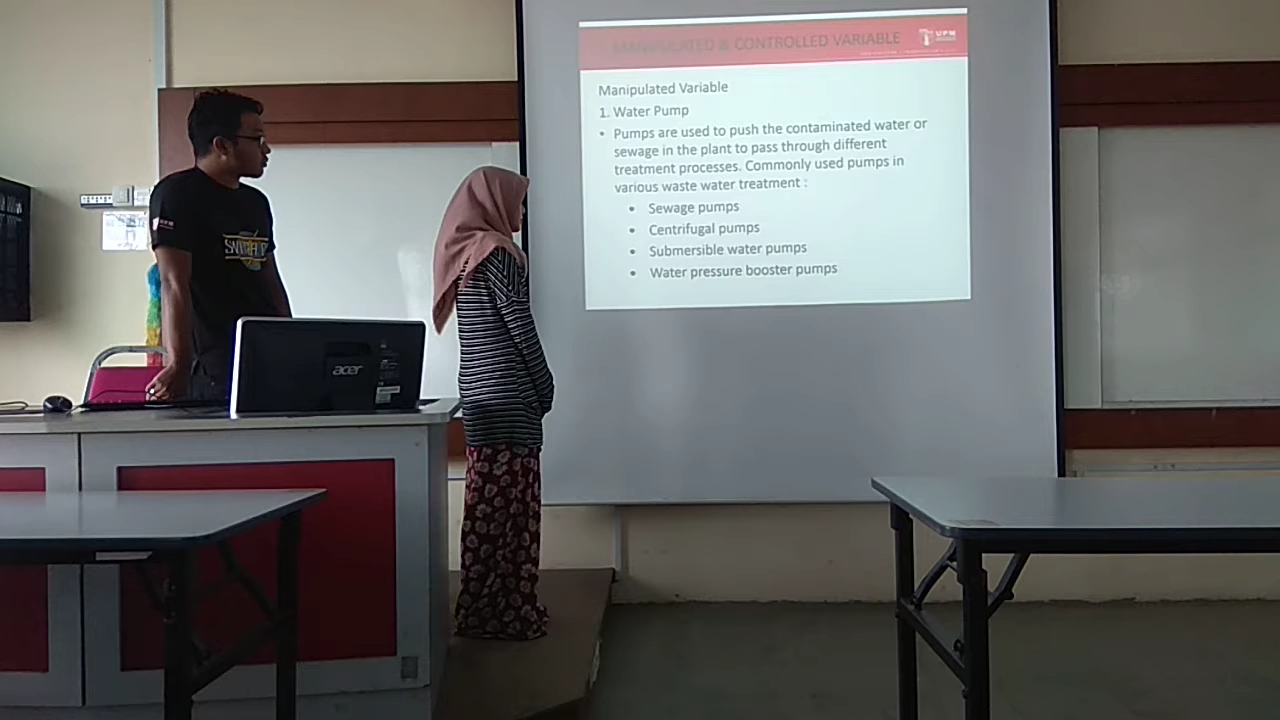 MANIPULATED & CONTROLLED VARIABLE
UPM
Manipulated Variable
1. Water Pump
• Pumps are used to push the contaminated water or
sewage in the plant to pass through different
treatment processes. Commonly used pumps in
various waste water treatment :
• Sewage pumps
• Centrifugal pumps
• Submersible water pumps
• Water pressure booster pumps
UPM
acer